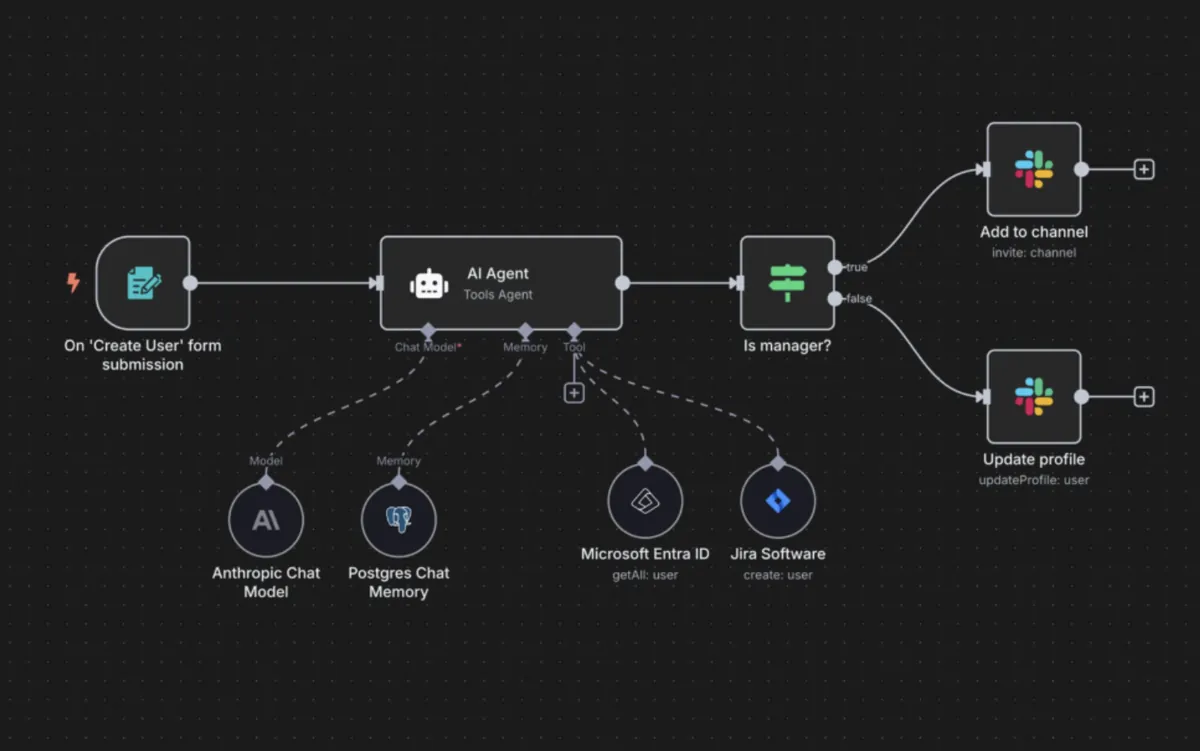 On 'Create User' form
submission
AI Agent
Tools Agent
Chat Model*
Memory
Tool
Is manager?
true
false
Add to channel
invite: channel
Update profile
updateProfile: user
Model
Memory
Anthropic Chat
Model
Postgres Chat
Memory
Microsoft Entra ID
getAll: user
Jira Software
create: user